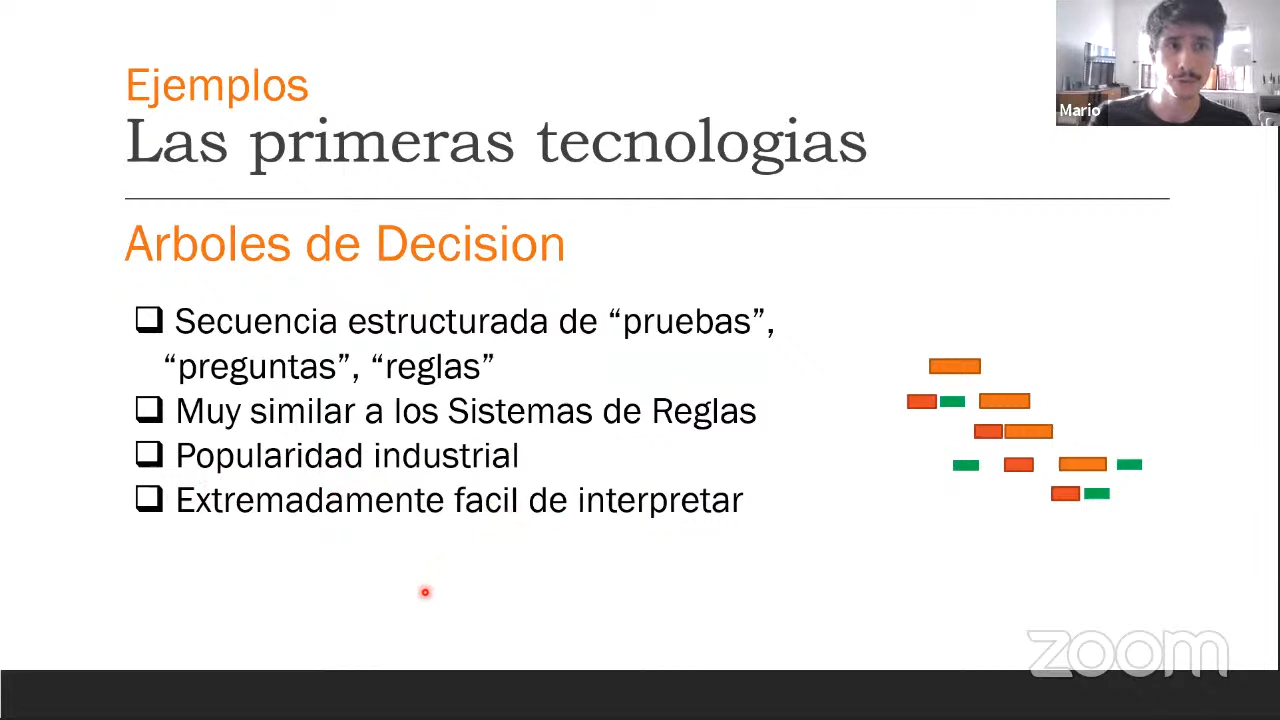 Ejemplos
Las primeras tecnologias
Mario
Arboles de Decision
Secuencia estructurada de “pruebas”,
“preguntas”, “reglas”
Muy similar a los Sistemas de Reglas
Popularidad industrial
Extremadamente facil de interpretar
zoom